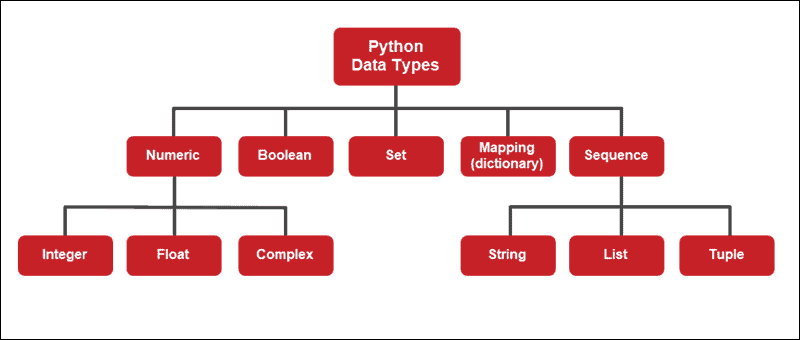 Python
Data Types
Numeric
Boolean
Set
Mapping
(dictionary)
Sequence
Integer
Float
Complex
String
List
Tuple